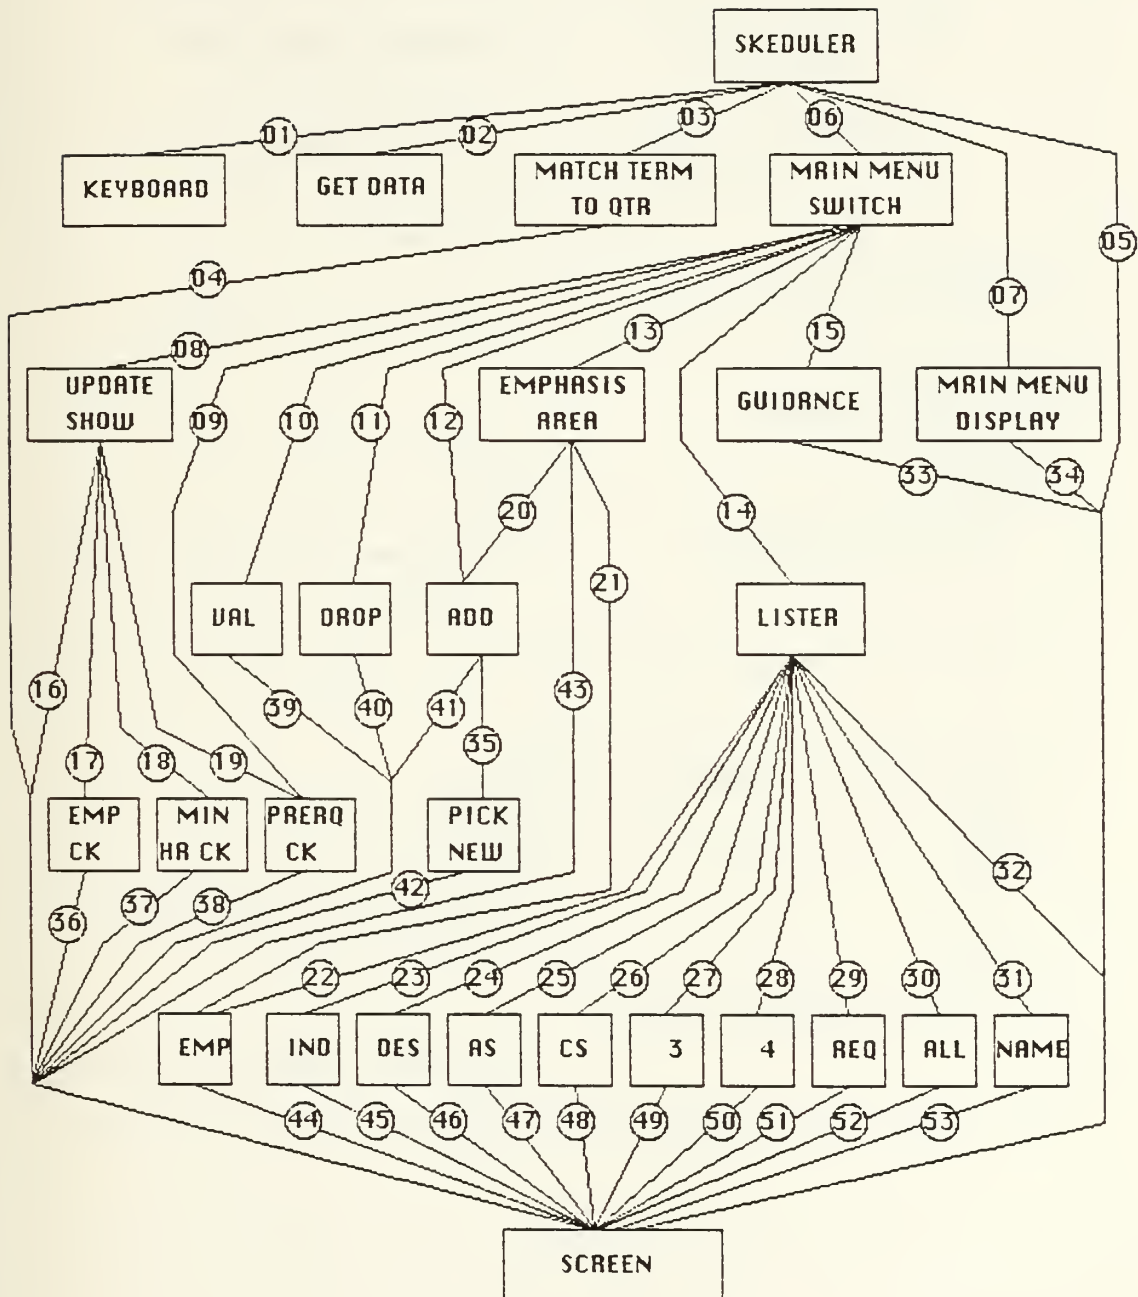 SKEDULER
01
02
03
06
KEYBOARD
GET DATA
MATCH TERM
TO QTR
MAIN MENU
SWITCH
05
04
07
08
13
15
UPDATE
SHOW
09
10
11
12
EMPHASIS
AREA
GUIDANCE
MAIN MENU
DISPLAY
33
34
20
14
21
VAL
DROP
ADD
LISTER
16
39
40
41
43
35
17
18
19
EMP
CK
MIN
HR CK
PRERQ
CK
PICK
NEW
32
42
36
37
38
22
23
24
25
26
27
28
29
30
31
EMP
IND
DES
AS
CS
3
4
REQ
ALL
NAME
44
45
46
47
48
49
50
51
52
53
SCREEN